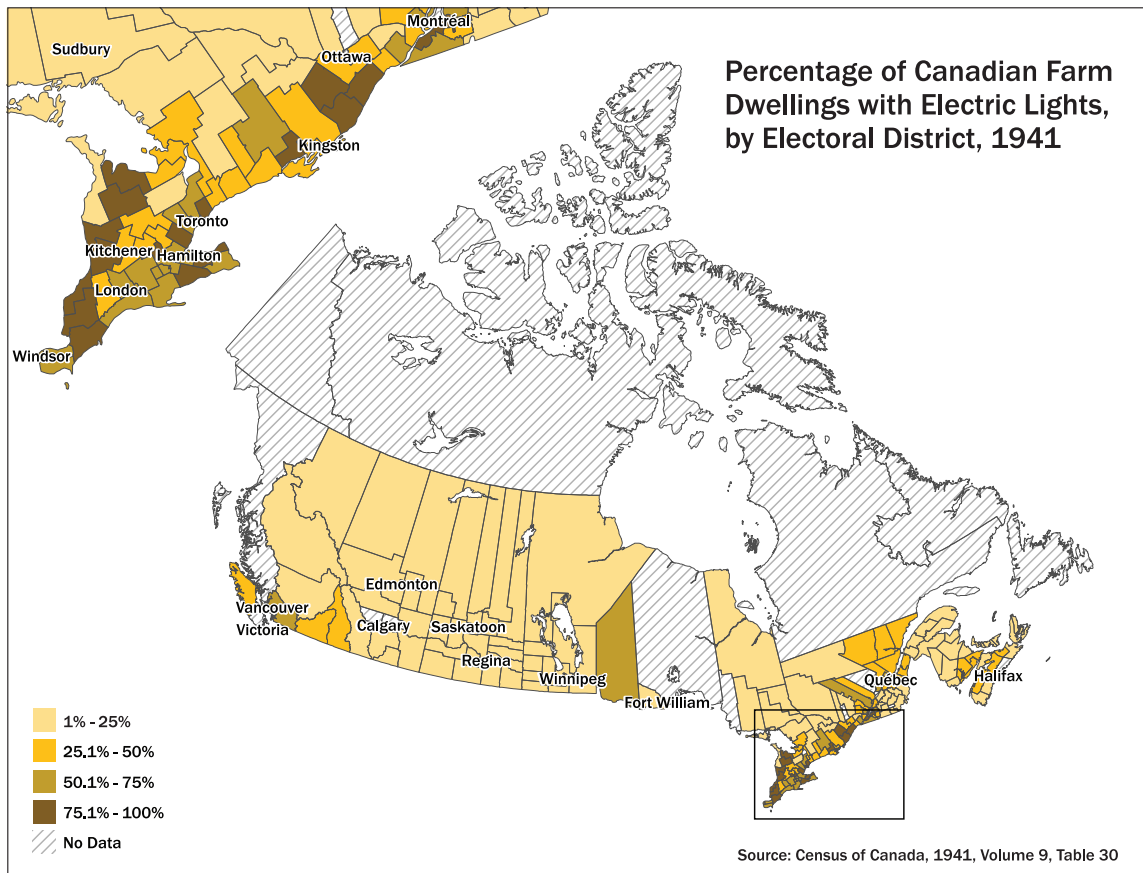 Percentage of Canadian Farm
Dwellings with Electric Lights,
by Electoral District, 1941
Montréal
Sudbury
Ottawa
Kingston
Toronto
Kitchener
Hamilton
London
Windsor
Edmonton
Vancouver
Victoria
Calgary
Saskatoon
Regina
Winnipeg
Fort William
Québec
Halifax
1% - 25%
25.1% - 50%
50.1% - 75%
75.1% - 100%
No Data
Source: Census of Canada, 1941, Volume 9, Table 30